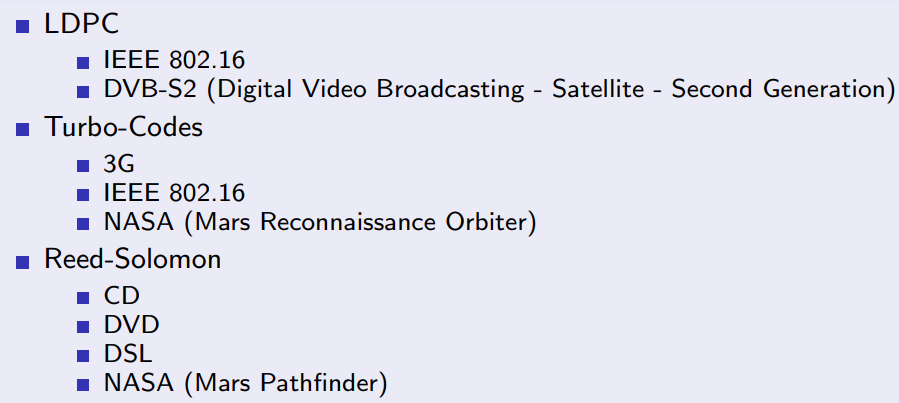 LDPC
IEEE 802.16
DVB-S2 (Digital Video Broadcasting - Satellite - Second Generation)
Turbo-Codes
3G
IEEE 802.16
NASA (Mars Reconnaissance Orbiter)
Reed-Solomon
CD
DVD
DSL
NASA (Mars Pathfinder)